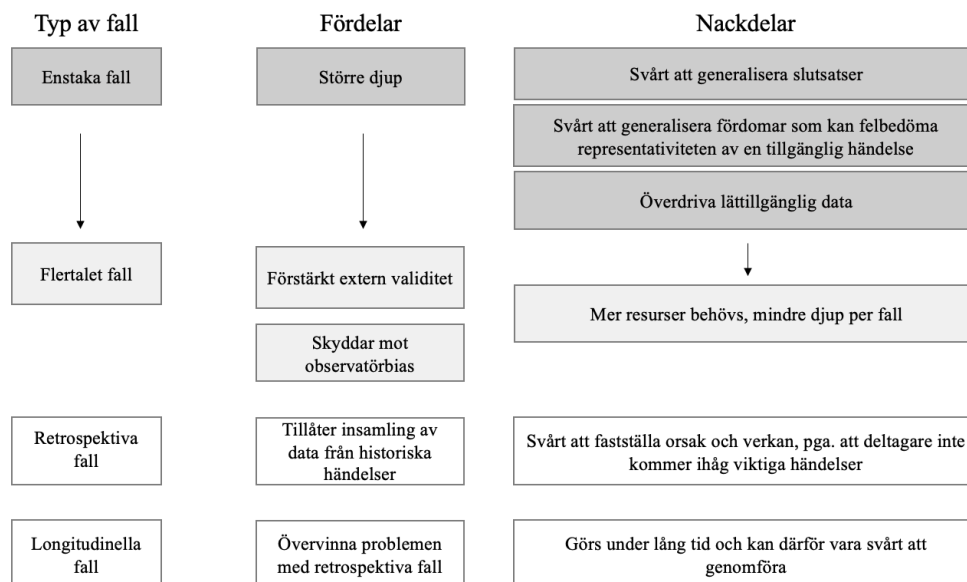 Typ av fall
Fördelar
Nackdelar
Enstaka fall
Större djup
Svårt att generalisera slutsatser
Svårt att generalisera fördomar som kan felbedöma
representativiteten av en tillgänglig händelse
Överdriva lättillgänglig data
Flertalet fall
Förstärkt extern validitet
Skyddar mot
observatörbias
Mer resurser behövs, mindre djup per fall
Retrospektiva
fall
Tillåter insamling av
data från historiska
händelser
Svårt att fastställa orsak och verkan, pga. att deltagare inte
kommer ihåg viktiga händelser
Longitudinella
fall
Övervinna problemen
med retrospektiva fall
Görs under lång tid och kan därför vara svårt att
genomföra